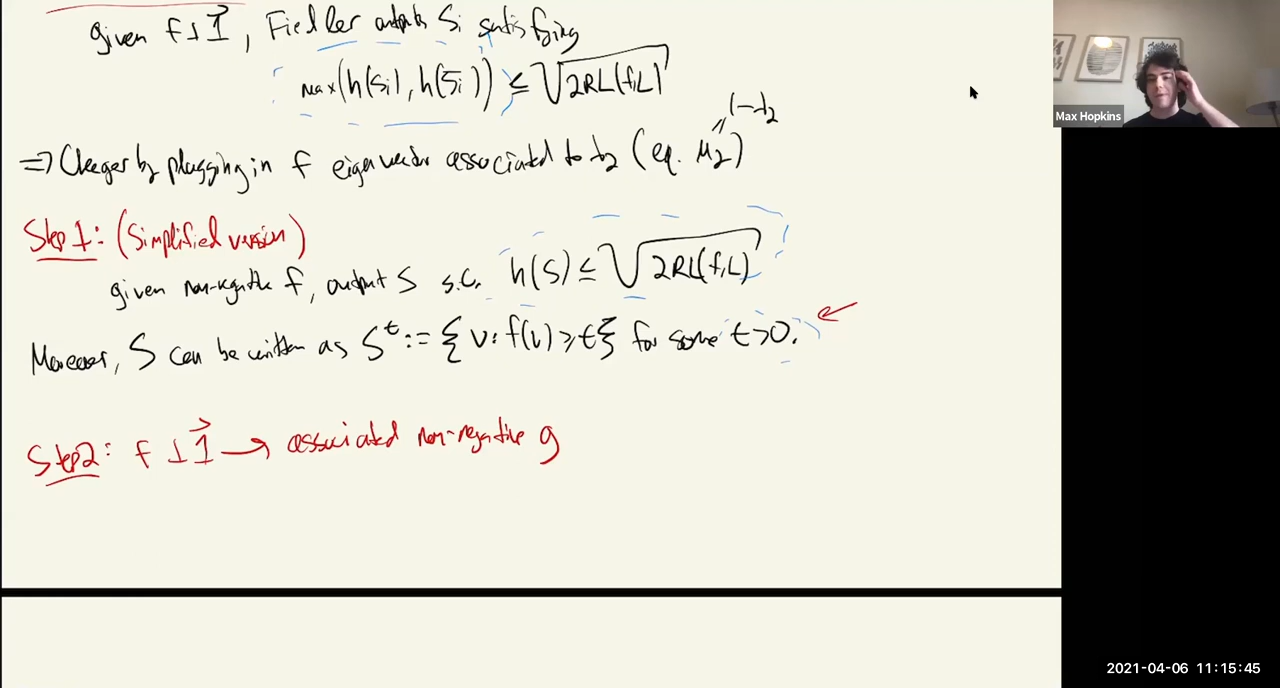 given f ⊥ 1⃗, Fiedler outputs Sᵢ satisfying
max(h(Sᵢ), h(S̄ᵢ)) ≤ √2RL(f,L)
1-λ₂
⇒ Cheeger by plugging in f eigenvector associated to λ₂ (eq. μ₂)
Step 1: (Simplified version)
given non-negative f, output S s.t. h(S) ≤ √2RL(f,L)
Moreover, S can be written as Sᵗ := { v : f(v) ≥ t } for some t > 0.
Step 2: f ⊥ 1⃗ → associated non-negative g
Max Hopkins
2021-04-06 11:15:45